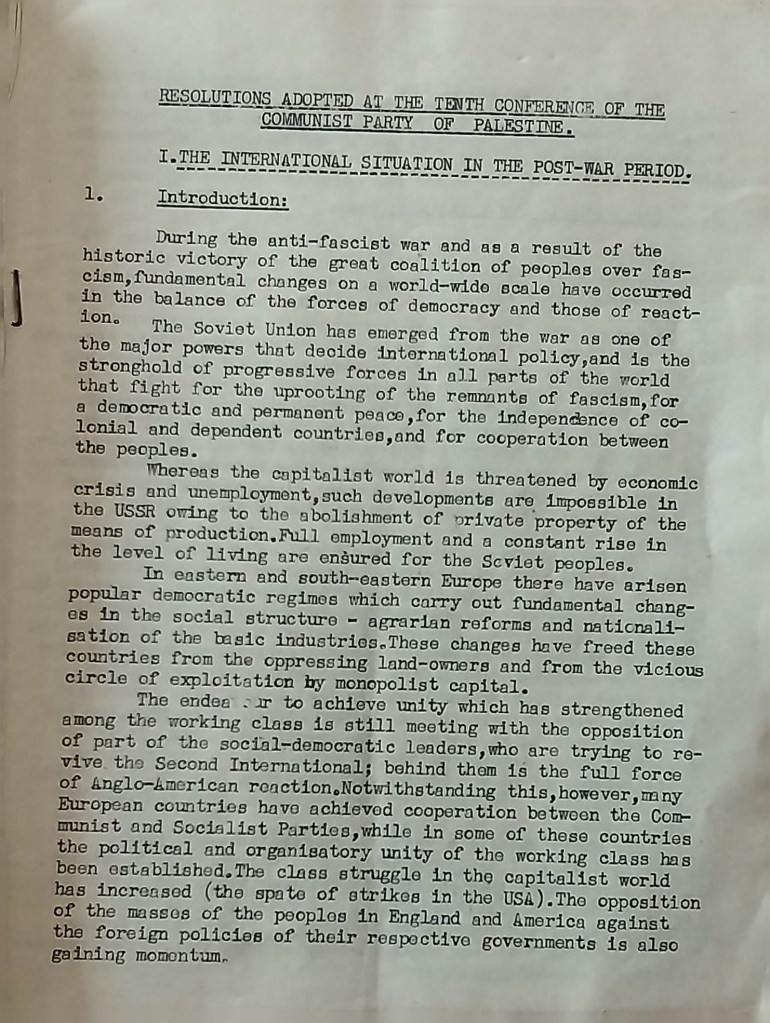 RESOLUTIONS ADOPTED AT THE TENTH CONFERENCE OF THE
COMMUNIST PARTY OF PALESTINE.
I.THE INTERNATIONAL SITUATION IN THE POST-WAR PERIOD.
1. Introduction:
During the anti-fascist war and as a result of the
historic victory of the great coalition of peoples over fas-
cism,fundamental changes on a world-wide scale have occurred
in the balance of the forces of democracy and those of react-
ion.
The Soviet Union has emerged from the war as one of
the major powers that decide international policy,and is the
stronghold of progressive forces in all parts of the world
that fight for the uprooting of the remnants of fascism,for
a democratic and permanent peace,for the independence of co-
lonial and dependent countries,and for cooperation between
the peoples.
Whereas the capitalist world is threatened by economic
crisis and unemployment,such developments are impossible in
the USSR owing to the abolishment of private property of the
means of production.Full employment and a constant rise in
the level of living are ensured for the Soviet peoples.
In eastern and south-eastern Europe there have arisen
popular democratic regimes which carry out fundamental chang-
es in the social structure - agrarian reforms and nationali-
sation of the basic industries.These changes have freed these
countries from the oppressing land-owners and from the vicious
circle of exploitation by monopolist capital.
The to achieve unity which has strengthened
among the working class is still meeting with the opposition
of part of the social-democratic leaders,who are trying to re-
vive the Second International; behind them is the full force
of Anglo-American reaction.Notwithstanding this,however,many
European countries have achieved cooperation between the Com-
munist and Socialist Parties,while in some of these countries
the political and organisatory unity of the working class has
been established.The class struggle in the capitalist world
has increased (the spate of strikes in the USA).The opposition
of the masses of the peoples in England and America against
the foreign policies of their respective governments is also
gaining momentum.